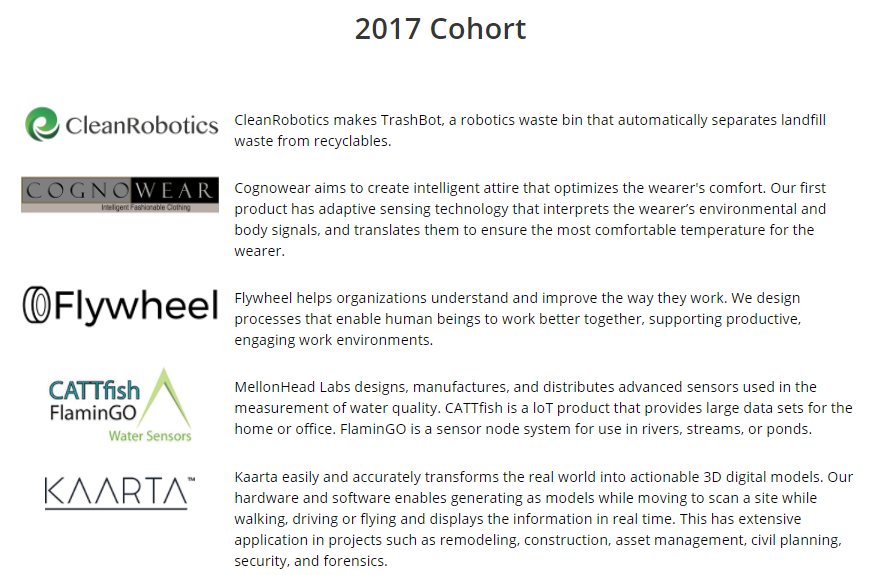 2017 Cohort
CleanRobotics
CleanRobotics makes TrashBot, a robotics waste bin that automatically separates landfill
waste from recyclables.
COGNOWEAR
Intelligent Fashionable Clothing
Cognowear aims to create intelligent attire that optimizes the wearer's comfort. Our first
product has adaptive sensing technology that interprets the wearer’s environmental and
body signals, and translates them to ensure the most comfortable temperature for the
wearer.
Flywheel
Flywheel helps organizations understand and improve the way they work. We design
processes that enable human beings to work better together, supporting productive,
engaging work environments.
CATTfish
FlaminGO
Water Sensors
MellonHead Labs designs, manufactures, and distributes advanced sensors used in the
measurement of water quality. CATTfish is a IoT product that provides large data sets for the
home or office. FlaminGO is a sensor node system for use in rivers, streams, or ponds.
KAARTA™
Kaarta easily and accurately transforms the real world into actionable 3D digital models. Our
hardware and software enables generating as models while moving to scan a site while
walking, driving or flying and displays the information in real time. This has extensive
application in projects such as remodeling, construction, asset management, civil planning,
security, and forensics.